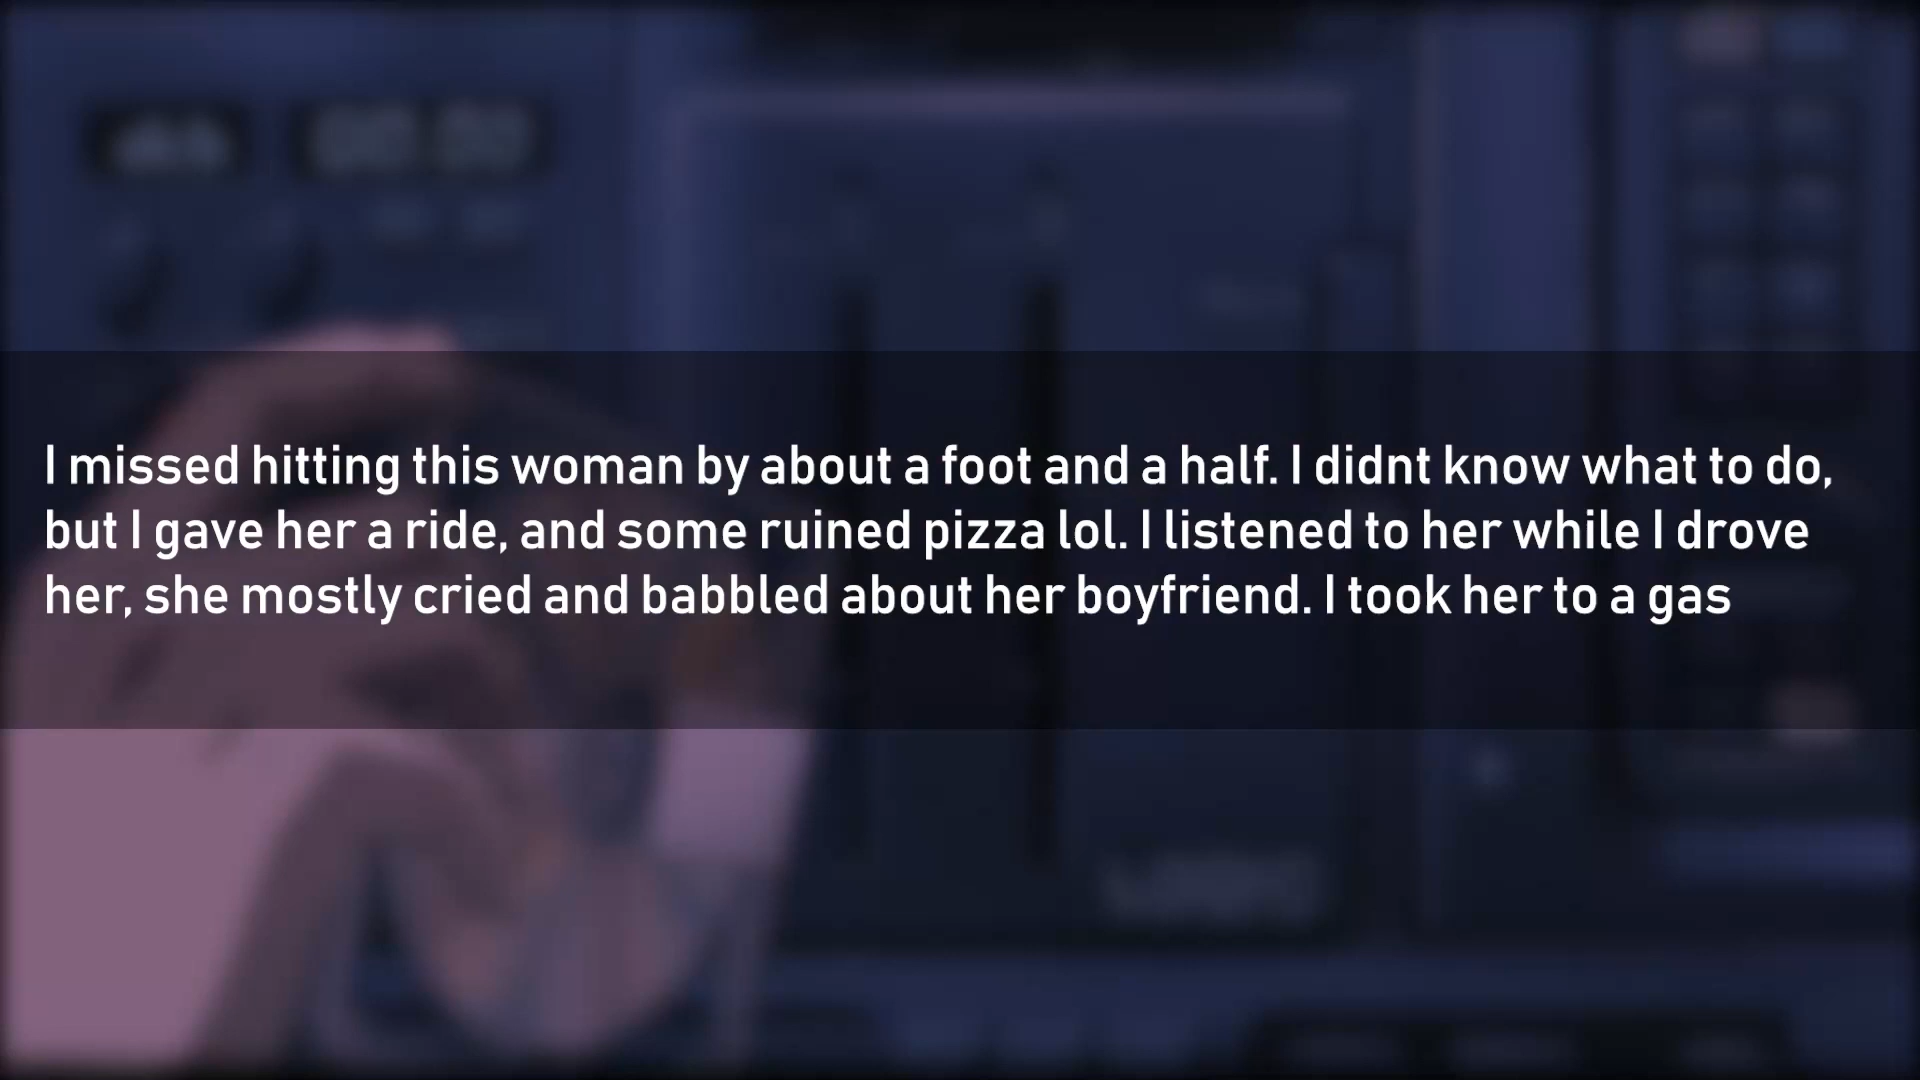 I missed hitting this woman by about a foot and a half. I didnt know what to do,
but I gave her a ride, and some ruined pizza lol. I listened to her while I drove
her, she mostly cried and babbled about her boyfriend. I took her to a gas